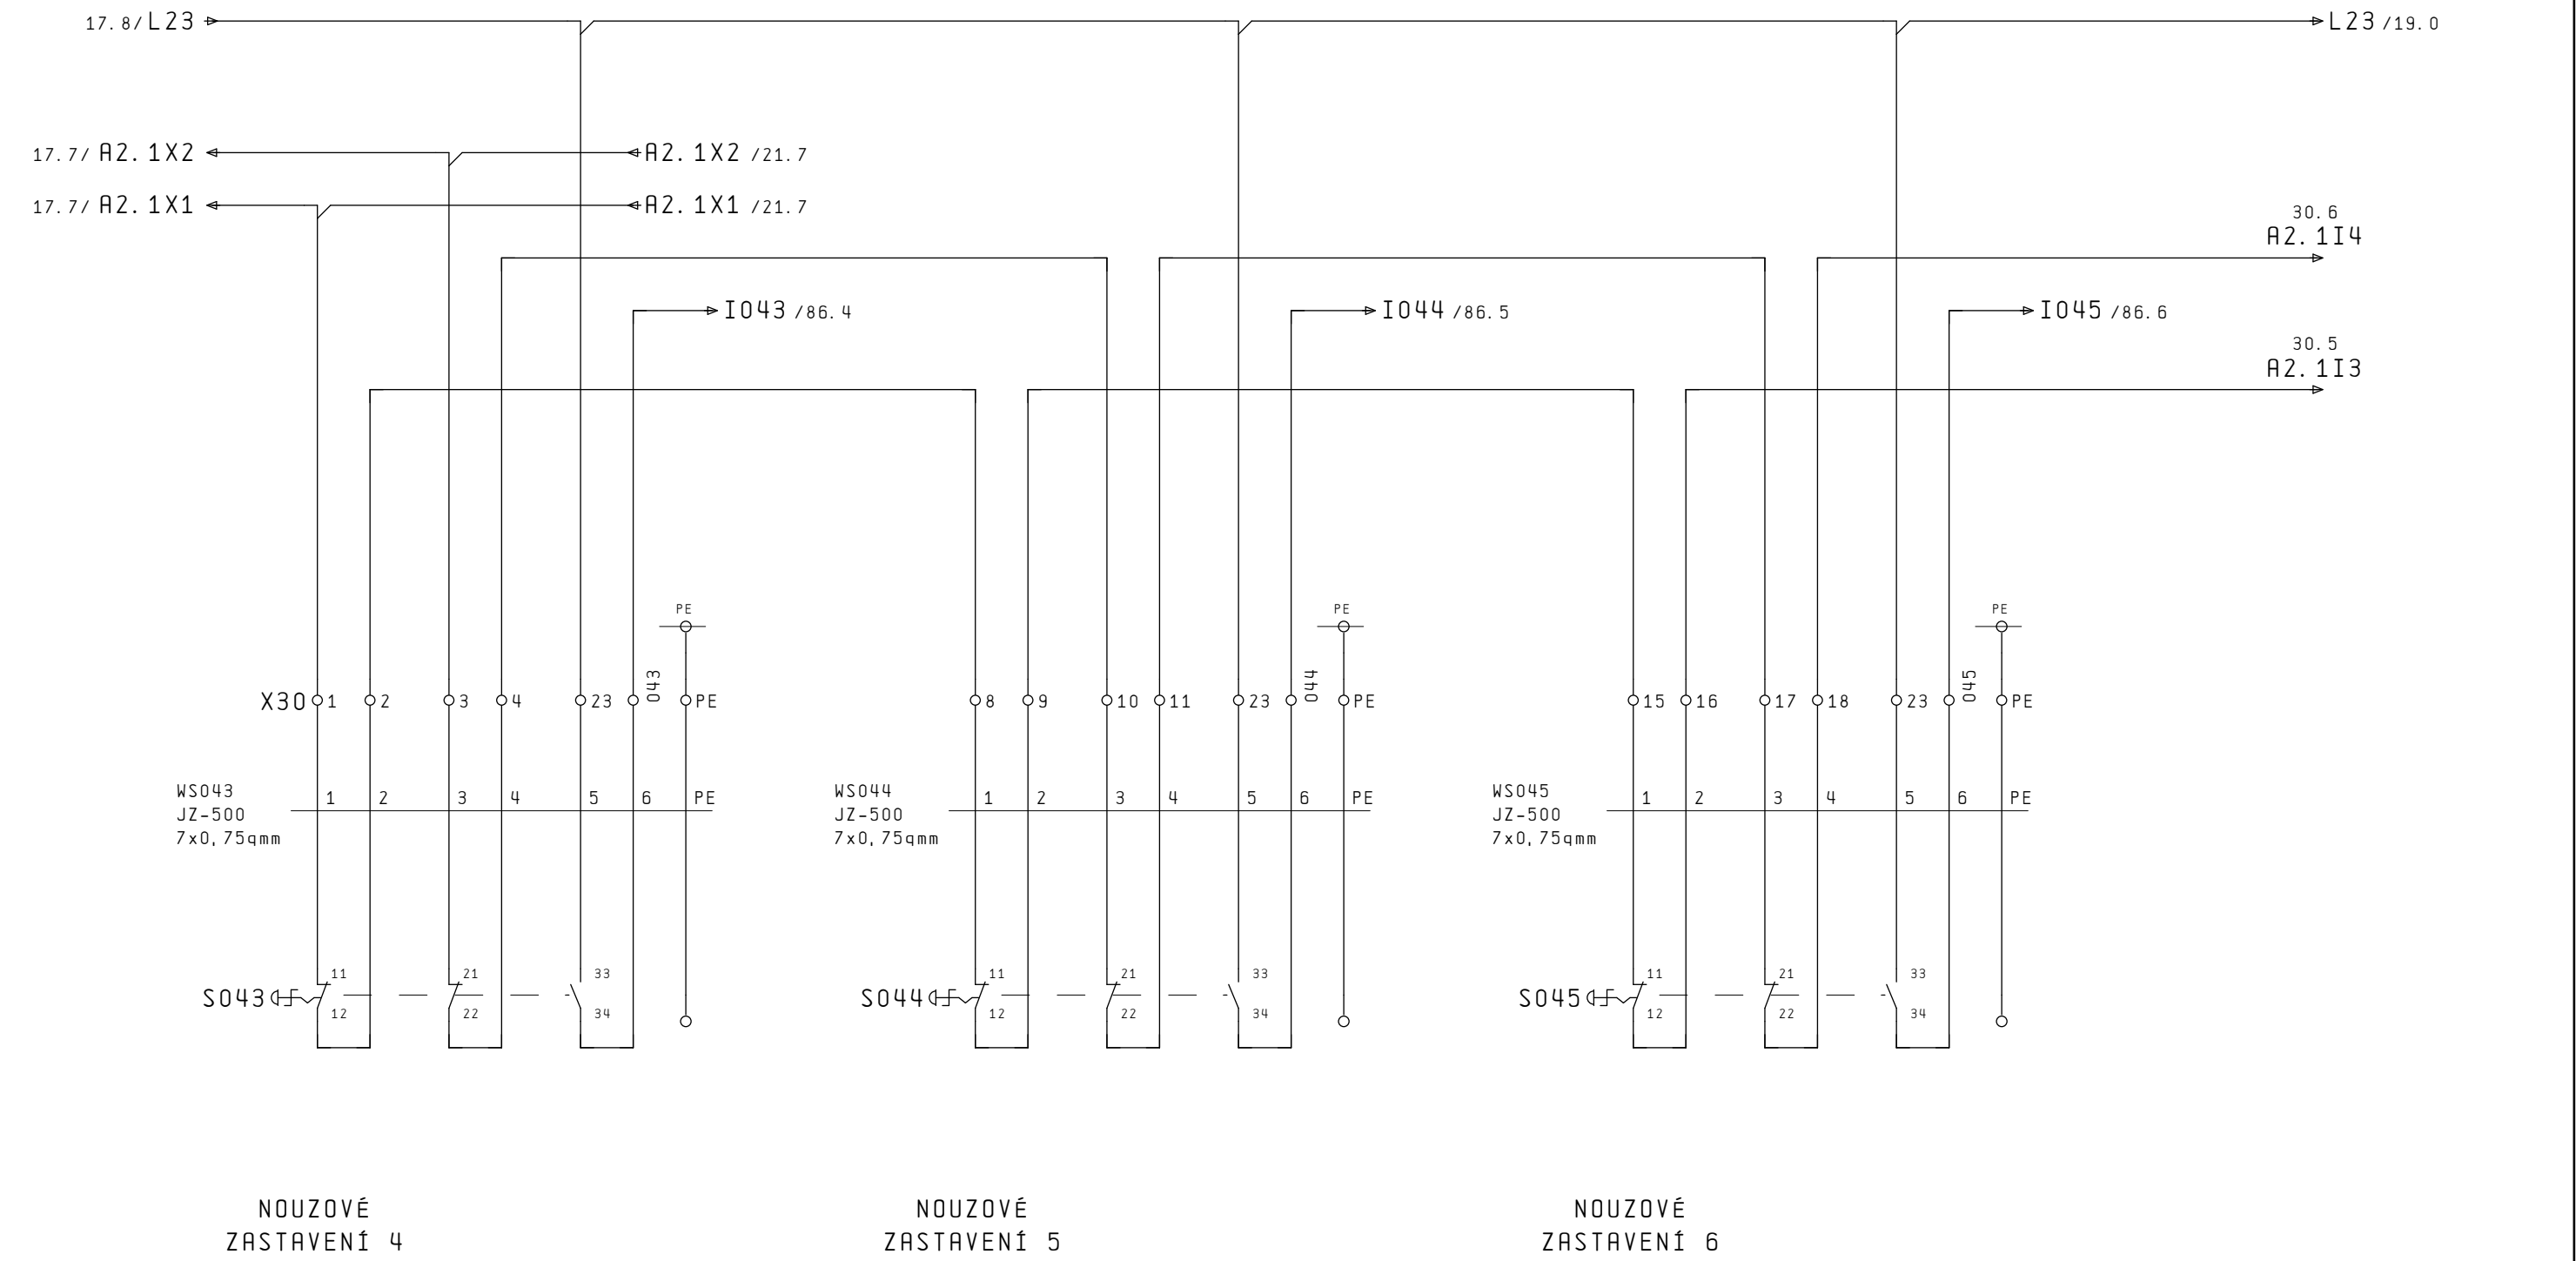 17.8/L23
L23 /19.0
17.7/ A2.1X2
A2.1X2 /21.7
17.7/ A2.1X1
A2.1X1 /21.7
30.6
A2.1I4
I043 /86.4
I044 /86.5
I045 /86.6
30.5
A2.1I3
PE
PE
PE
043
044
045
X30 1 2 3 4 23 PE
8 9 10 11 23 PE
15 16 17 18 23 PE
WS043
JZ-500
7x0,75qmm
1 2 3 4 5 6 PE
WS044
JZ-500
7x0,75qmm
1 2 3 4 5 6 PE
WS045
JZ-500
7x0,75qmm
1 2 3 4 5 6 PE
11 21 33
S043
12 22 34
11 21 33
S044
12 22 34
11 21 33
S045
12 22 34
NOUZOVÉ
ZASTAVENÍ 4
NOUZOVÉ
ZASTAVENÍ 5
NOUZOVÉ
ZASTAVENÍ 6